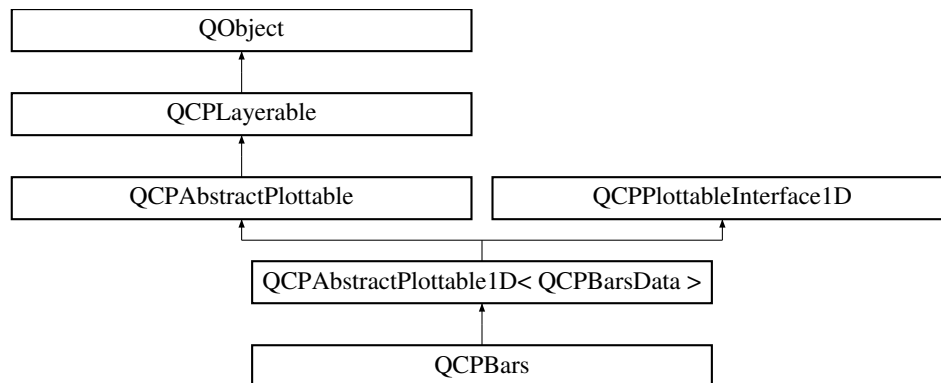 QObject
QCPLayerable
QCPAbstractPlottable
QCPPlottableInterface1D
QCPAbstractPlottable1D< QCPBarsData >
QCPBars